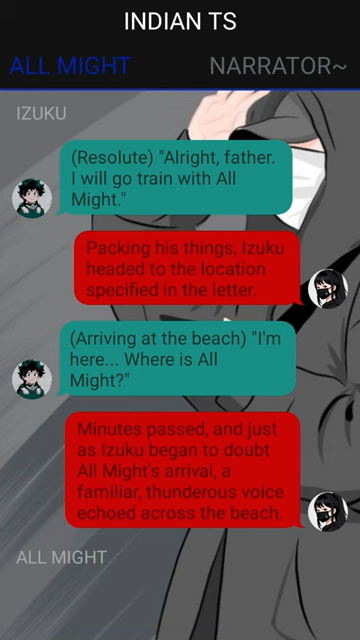 INDIAN TS
ALL MIGHT NARRATOR~
IZUKU
(Resolute) "Alright, father.
I will go train with All
Might."
Packing his things, Izuku
headed to the location
specified in the letter.
(Arriving at the beach) "I'm
here... Where is All
Might?"
Minutes passed, and just
as Izuku began to doubt
All Might's arrival, a
familiar, thunderous voice
echoed across the beach.
ALL MIGHT